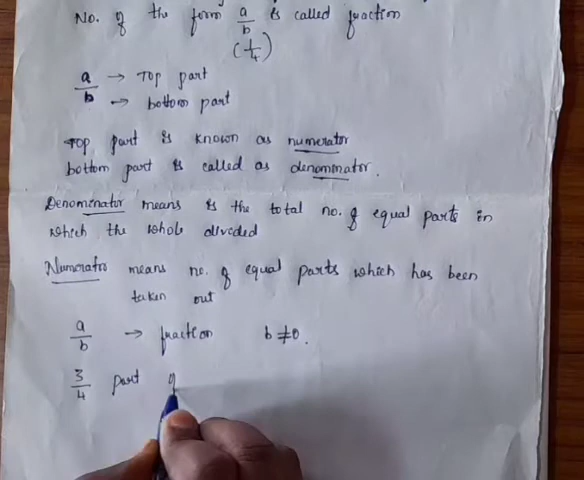 No. of the form a/b is called fraction
(1/4)
a/b → Top part
→ bottom part
Top part is known as numerator
bottom part is called as denominator.
Denominator means is the total no. of equal parts in
which the whole divided
Numerator means no. of equal parts which has been
taken out
a/b → fraction b ≠ 0.
3/4 part of